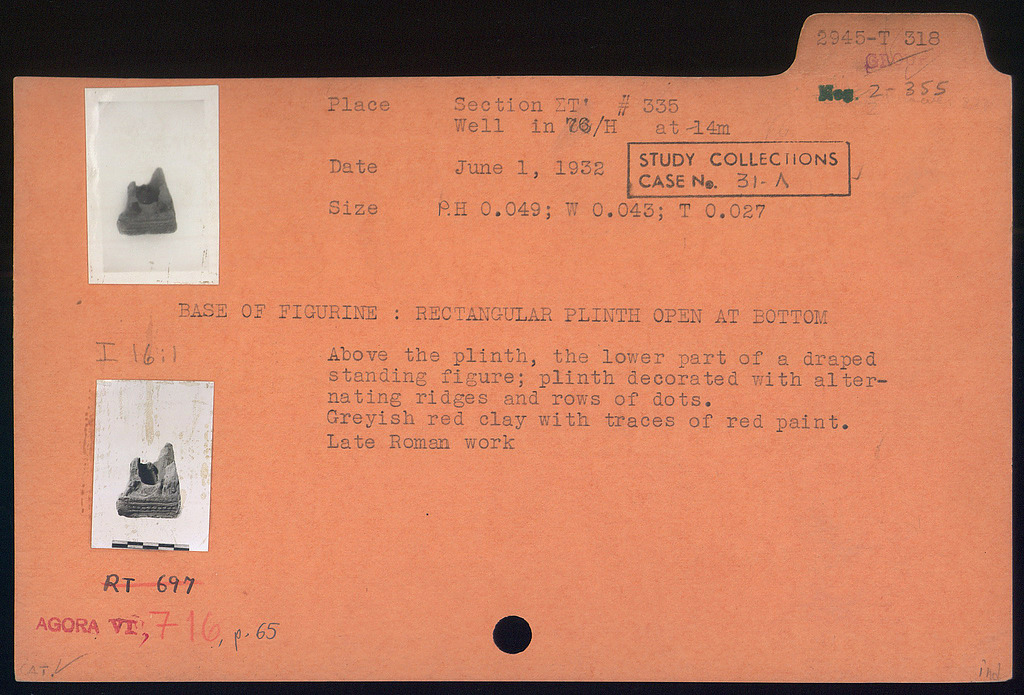 2945-T 318
Neg. 2-355
Place Section ΣT' # 335
Well in 76/H at -14m
Date June 1, 1932
STUDY COLLECTIONS
CASE No. 31-Λ
Size P.H 0.049; W 0.043; T 0.027
BASE OF FIGURINE : RECTANGULAR PLINTH OPEN AT BOTTOM
I 16:1
Above the plinth, the lower part of a draped
standing figure; plinth decorated with alter-
nating ridges and rows of dots.
Greyish red clay with traces of red paint.
Late Roman work
RT 697
AGORA VI, 716, p. 65